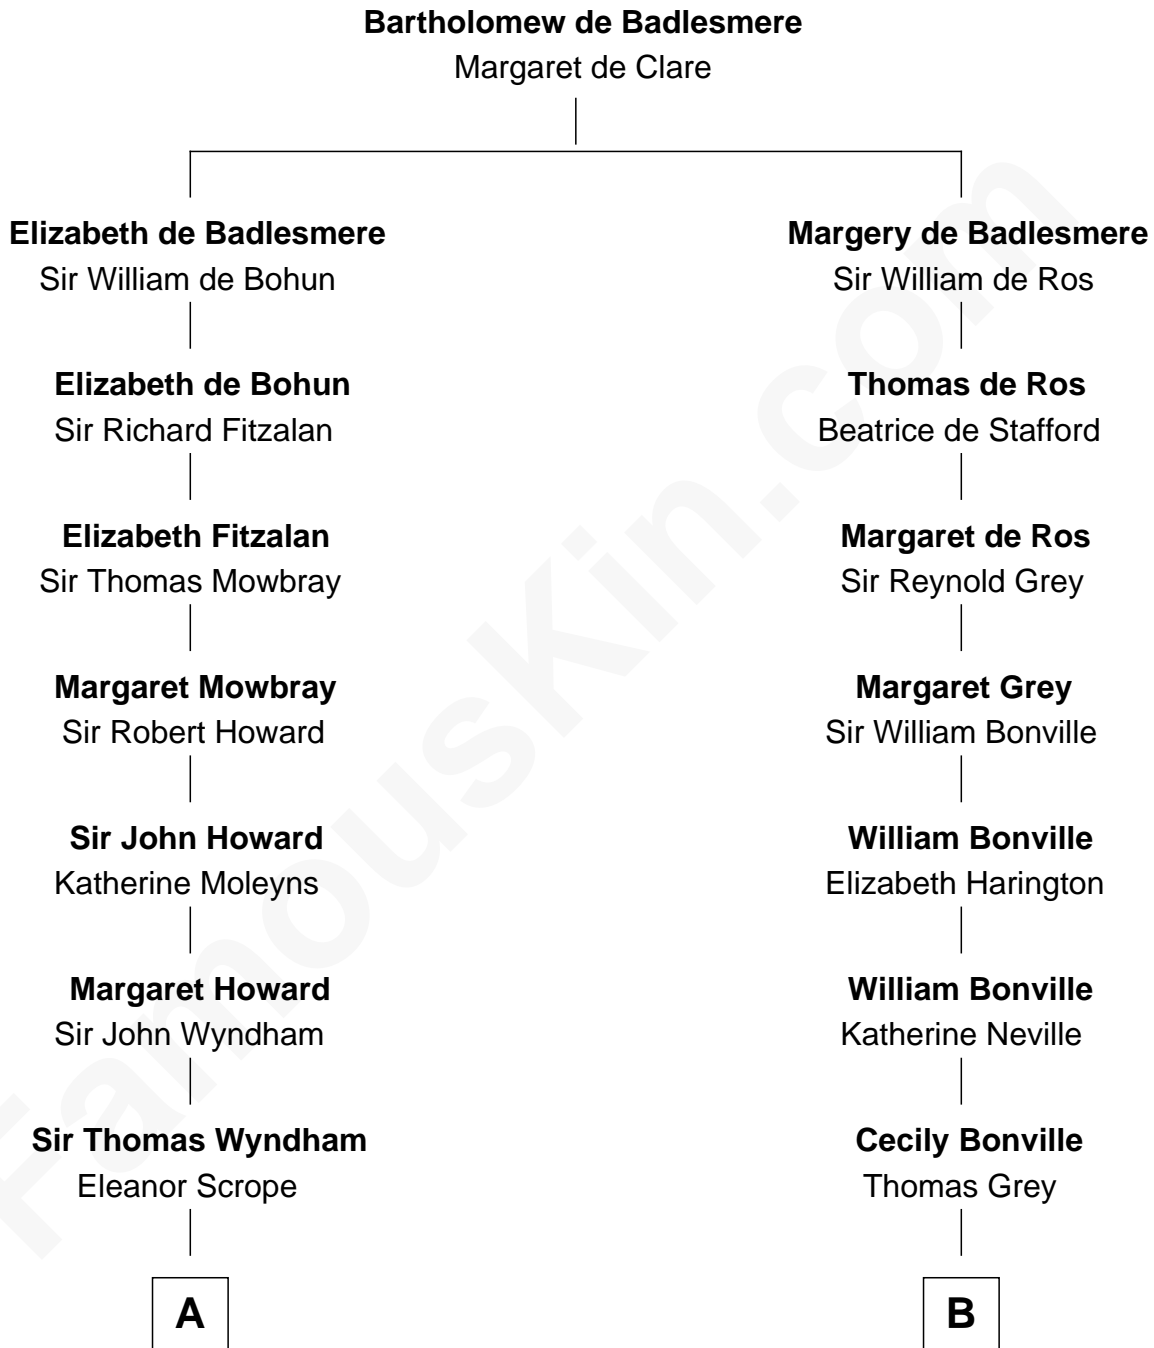 Bartholomew de Badlesmere
Margaret de Clare
Elizabeth de Badlesmere
Sir William de Bohun
Margery de Badlesmere
Sir William de Ros
Elizabeth de Bohun
Sir Richard Fitzalan
Thomas de Ros
Beatrice de Stafford
Elizabeth Fitzalan
Sir Thomas Mowbray
Margaret de Ros
Sir Reynold Grey
Margaret Mowbray
Sir Robert Howard
Margaret Grey
Sir William Bonville
Sir John Howard
Katherine Moleyns
William Bonville
Elizabeth Harington
Margaret Howard
Sir John Wyndham
William Bonville
Katherine Neville
Sir Thomas Wyndham
Eleanor Scrope
Cecily Bonville
Thomas Grey
A
B
FamousKin.com